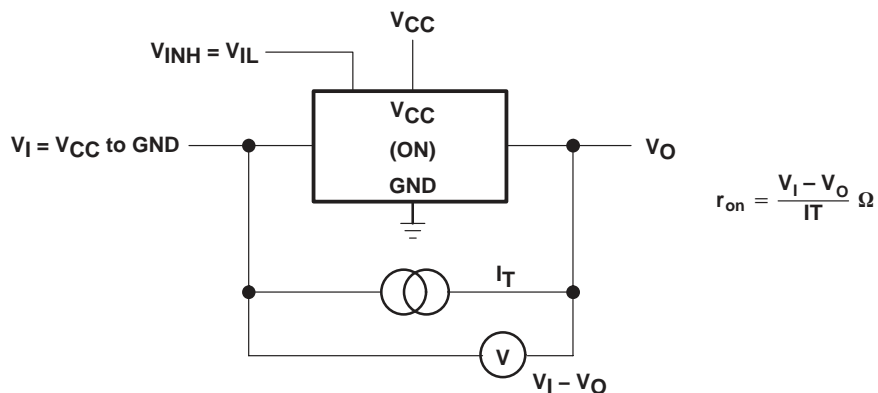 VCC
VINH = VIL
VCC
VI = VCC to GND
(ON)
VO
GND
ron = VI – VO / IT Ω
IT
V
VI – VO